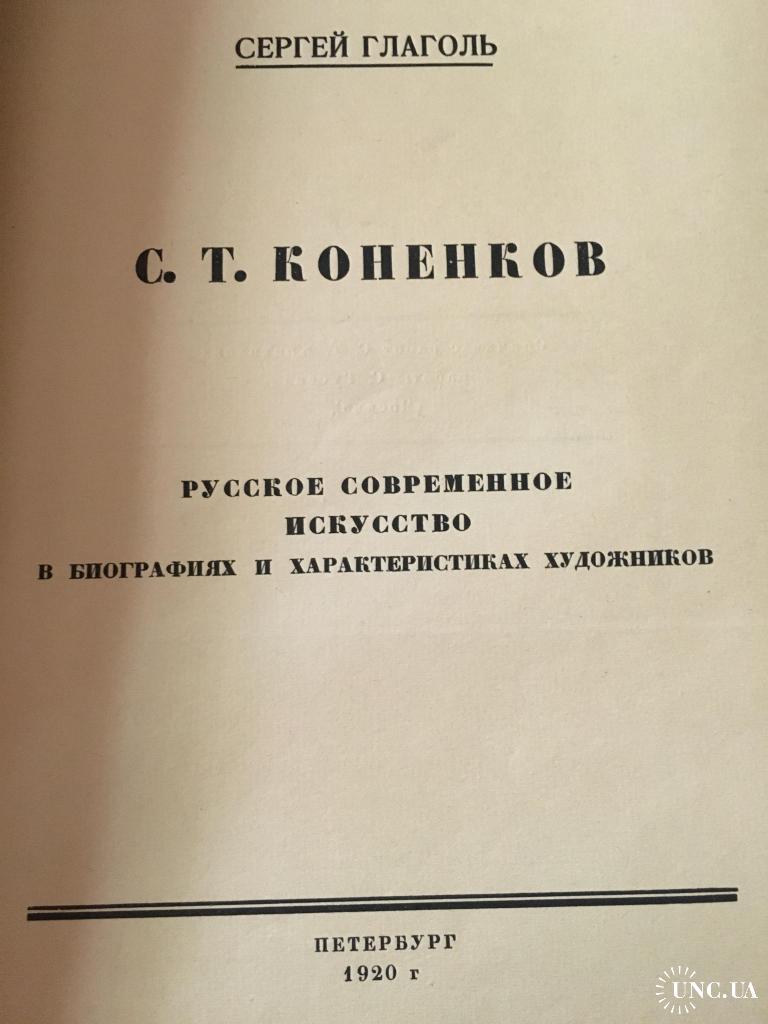 СЕРГЕЙ ГЛАГОЛЬ
С. Т. КОНЕНКОВ
РУССКОЕ СОВРЕМЕННОЕ
ИСКУССТВО
В БИОГРАФИЯХ И ХАРАКТЕРИСТИКАХ ХУДОЖНИКОВ
ПЕТЕРБУРГ
1920 г
UNC.UA